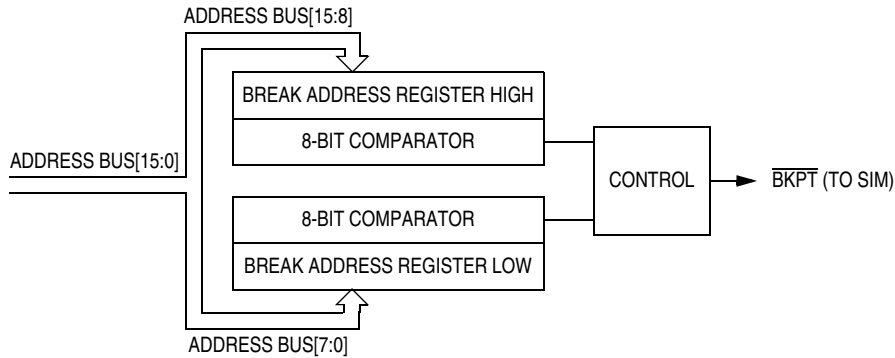 ADDRESS BUS[15:8]
BREAK ADDRESS REGISTER HIGH
8-BIT COMPARATOR
ADDRESS BUS[15:0]
CONTROL
BKPT (TO SIM)
8-BIT COMPARATOR
BREAK ADDRESS REGISTER LOW
ADDRESS BUS[7:0]